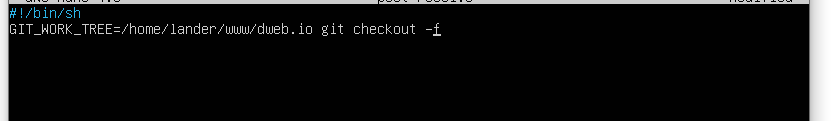 #!/bin/sh
GIT_WORK_TREE=/home/lander/www/dweb.io git checkout -f